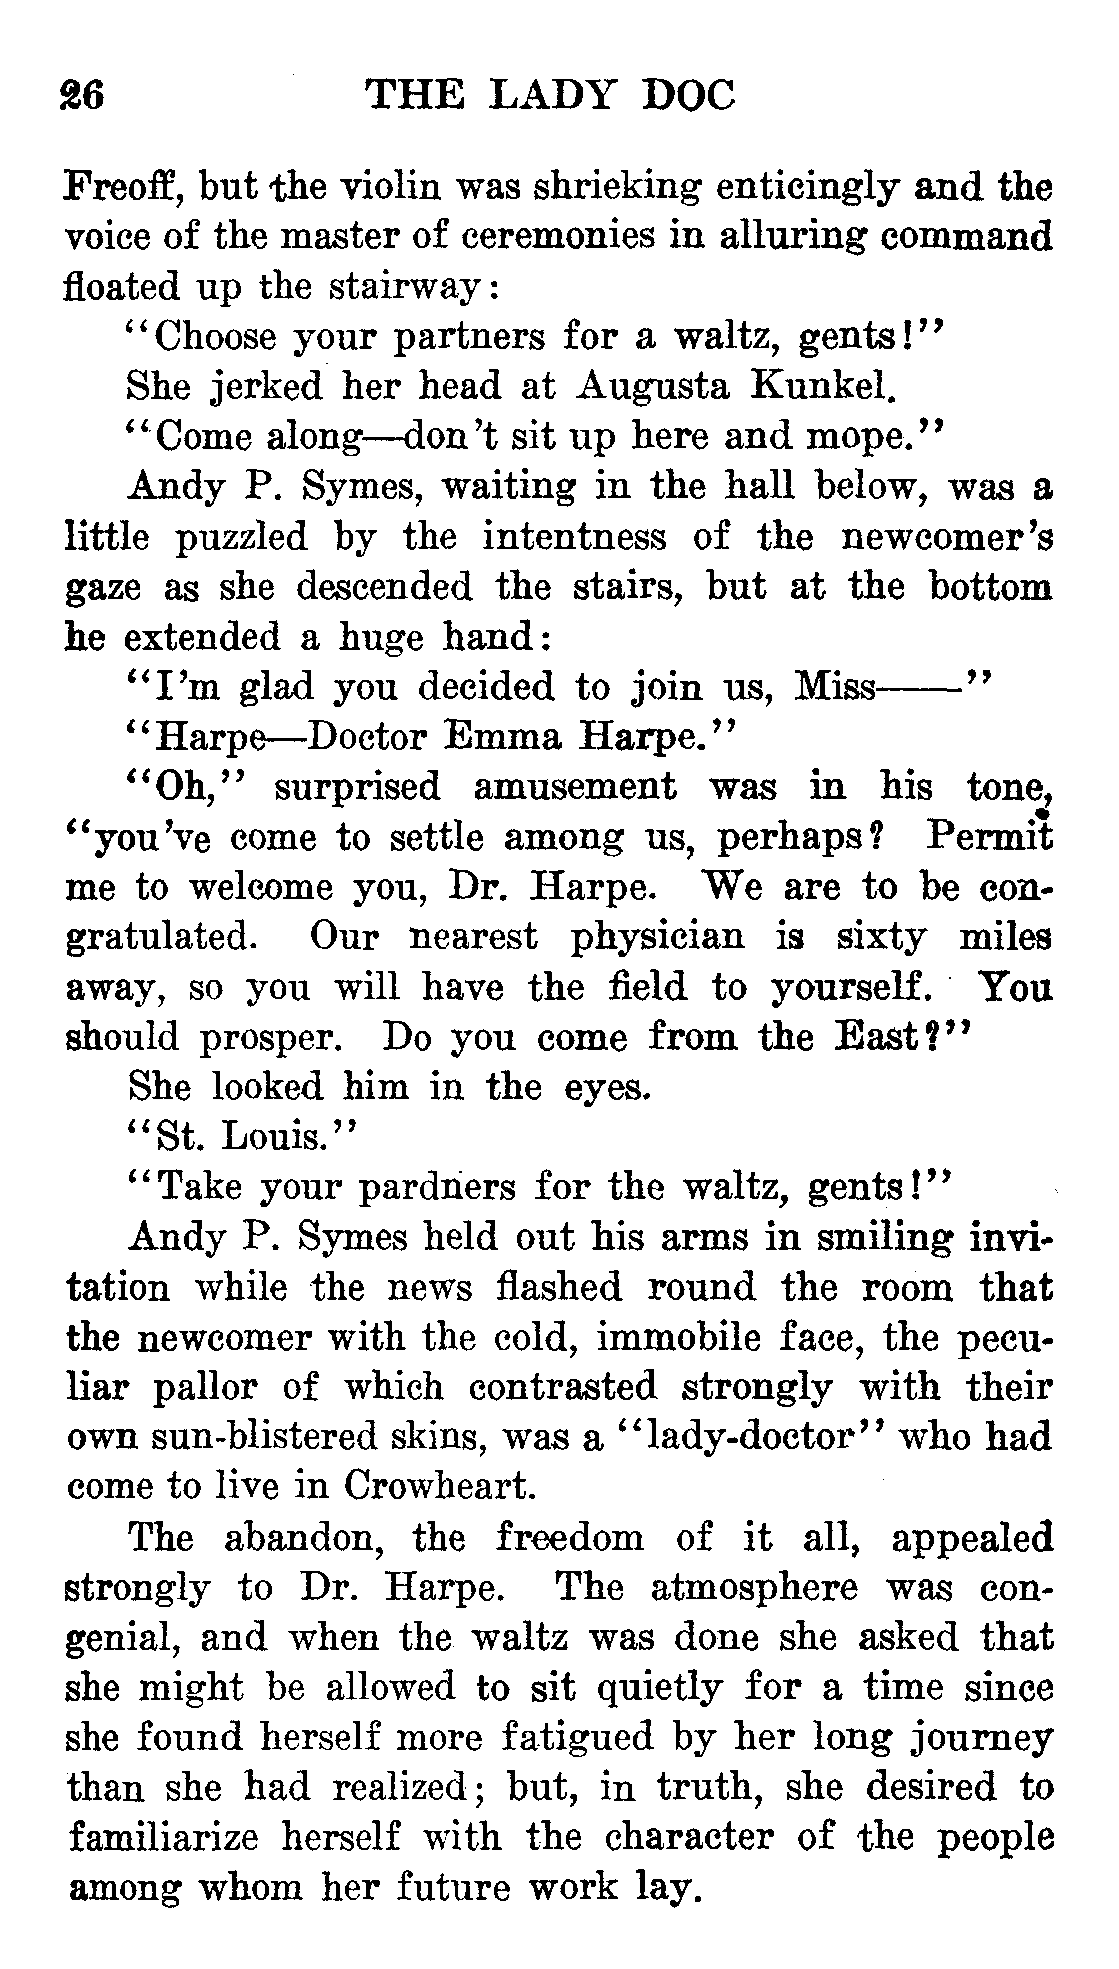 26 THE LADY DOC
Freoff, but the violin was shrieking enticingly and the
voice of the master of ceremonies in alluring command
floated up the stairway:
"Choose your partners for a waltz, gents!"
She jerked her head at Augusta Kunkel.
"Come along—don't sit up here and mope."
Andy P. Symes, waiting in the hall below, was a
little puzzled by the intentness of the newcomer's
gaze as she descended the stairs, but at the bottom
he extended a huge hand:
"I'm glad you decided to join us, Miss——"
"Harpe—Doctor Emma Harpe."
"Oh," surprised amusement was in his tone,
"you've come to settle among us, perhaps? Permit
me to welcome you, Dr. Harpe. We are to be con-
gratulated. Our nearest physician is sixty miles
away, so you will have the field to yourself. You
should prosper. Do you come from the East?"
She looked him in the eyes.
"St. Louis."
"Take your pardners for the waltz, gents!"
Andy P. Symes held out his arms in smiling invi-
tation while the news flashed round the room that
the newcomer with the cold, immobile face, the pecu-
liar pallor of which contrasted strongly with their
own sun-blistered skins, was a "lady-doctor" who had
come to live in Crowheart.
The abandon, the freedom of it all, appealed
strongly to Dr. Harpe. The atmosphere was con-
genial, and when the waltz was done she asked that
she might be allowed to sit quietly for a time since
she found herself more fatigued by her long journey
than she had realized; but, in truth, she desired to
familiarize herself with the character of the people
among whom her future work lay.